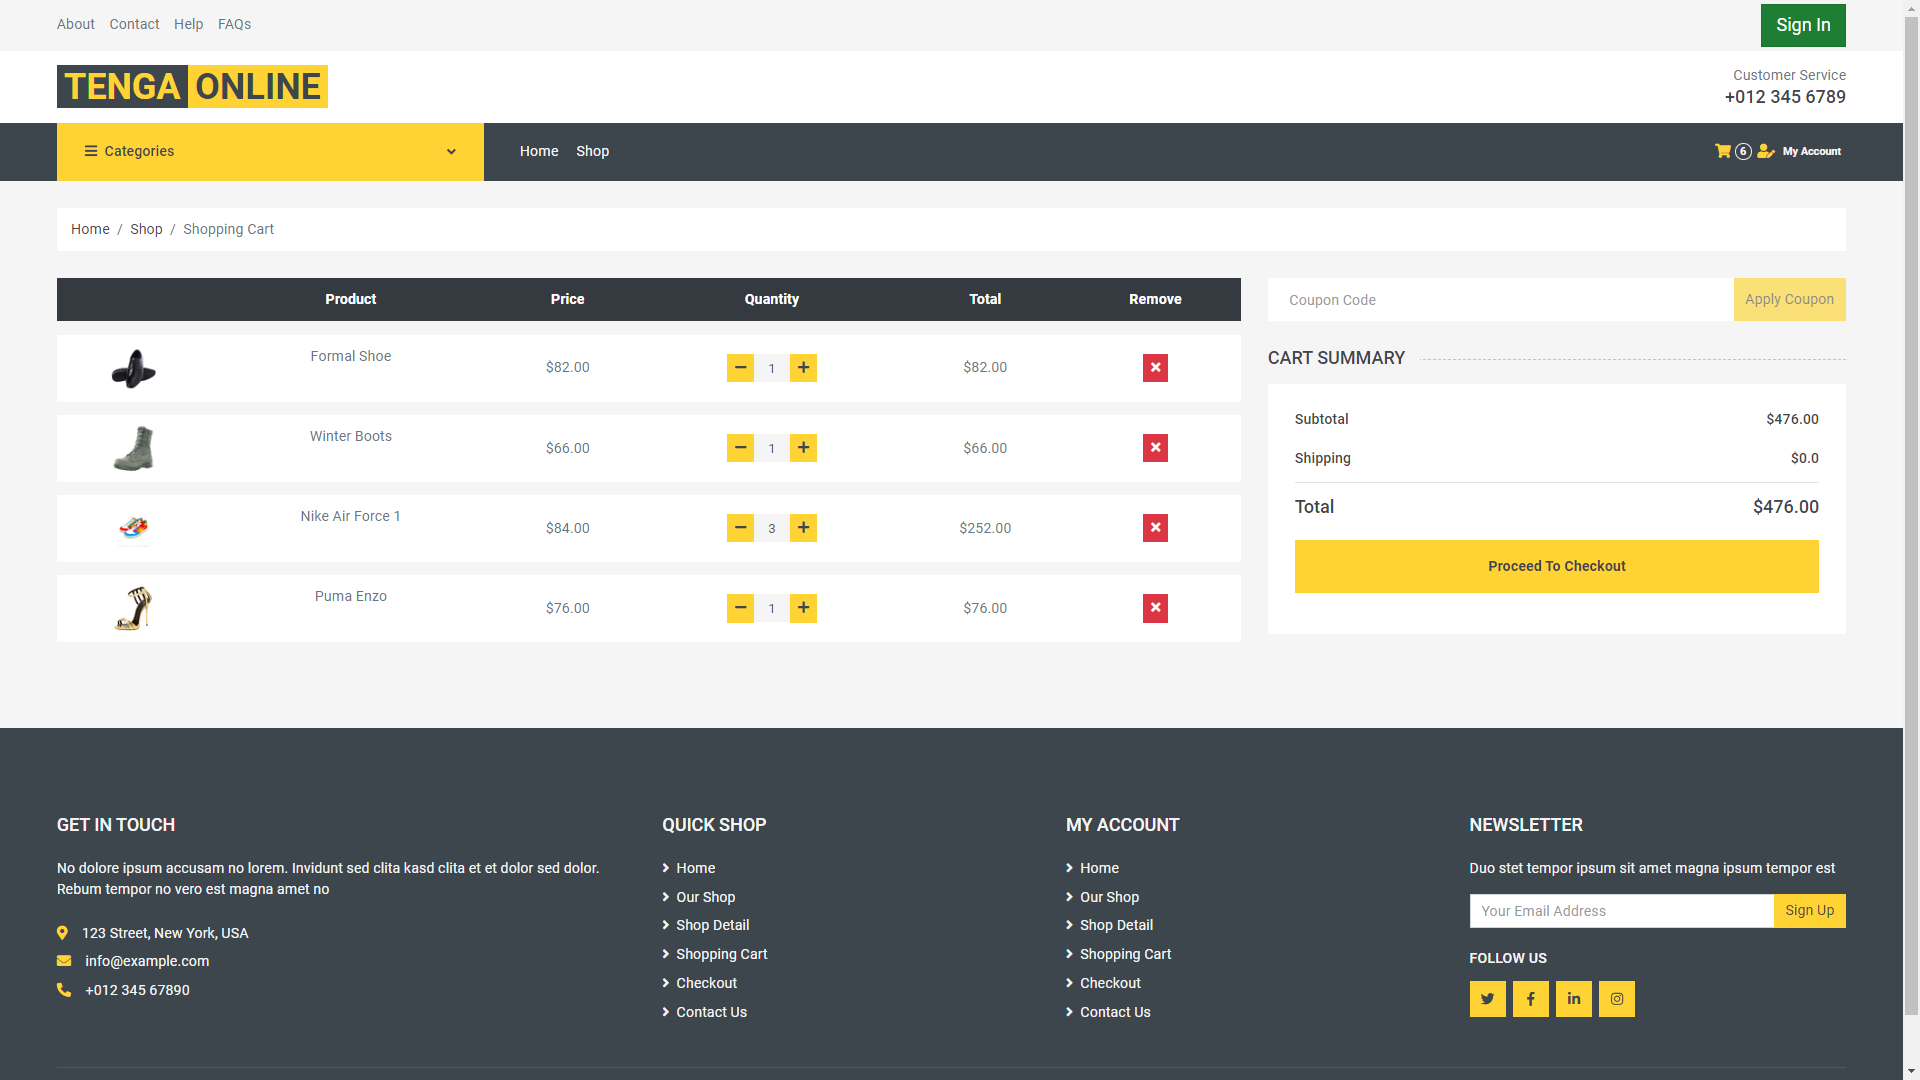 About Contact Help FAQs
Sign In
TENGA ONLINE
Customer Service
+012 345 6789
Categories
Home Shop
6 My Account
Home / Shop / Shopping Cart
Product Price Quantity Total Remove
Formal Shoe $82.00 1 $82.00
Winter Boots $66.00 1 $66.00
Nike Air Force 1 $84.00 3 $252.00
Puma Enzo $76.00 1 $76.00
Coupon Code Apply Coupon
CART SUMMARY
Subtotal $476.00
Shipping $0.0
Total $476.00
Proceed To Checkout
GET IN TOUCH
No dolore ipsum accusam no lorem. Invidunt sed clita kasd clita et et dolor sed dolor.
Rebum tempor no vero est magna amet no
123 Street, New York, USA
info@example.com
+012 345 67890
QUICK SHOP
Home
Our Shop
Shop Detail
Shopping Cart
Checkout
Contact Us
MY ACCOUNT
Home
Our Shop
Shop Detail
Shopping Cart
Checkout
Contact Us
NEWSLETTER
Duo stet tempor ipsum sit amet magna ipsum tempor est
Your Email Address Sign Up
FOLLOW US